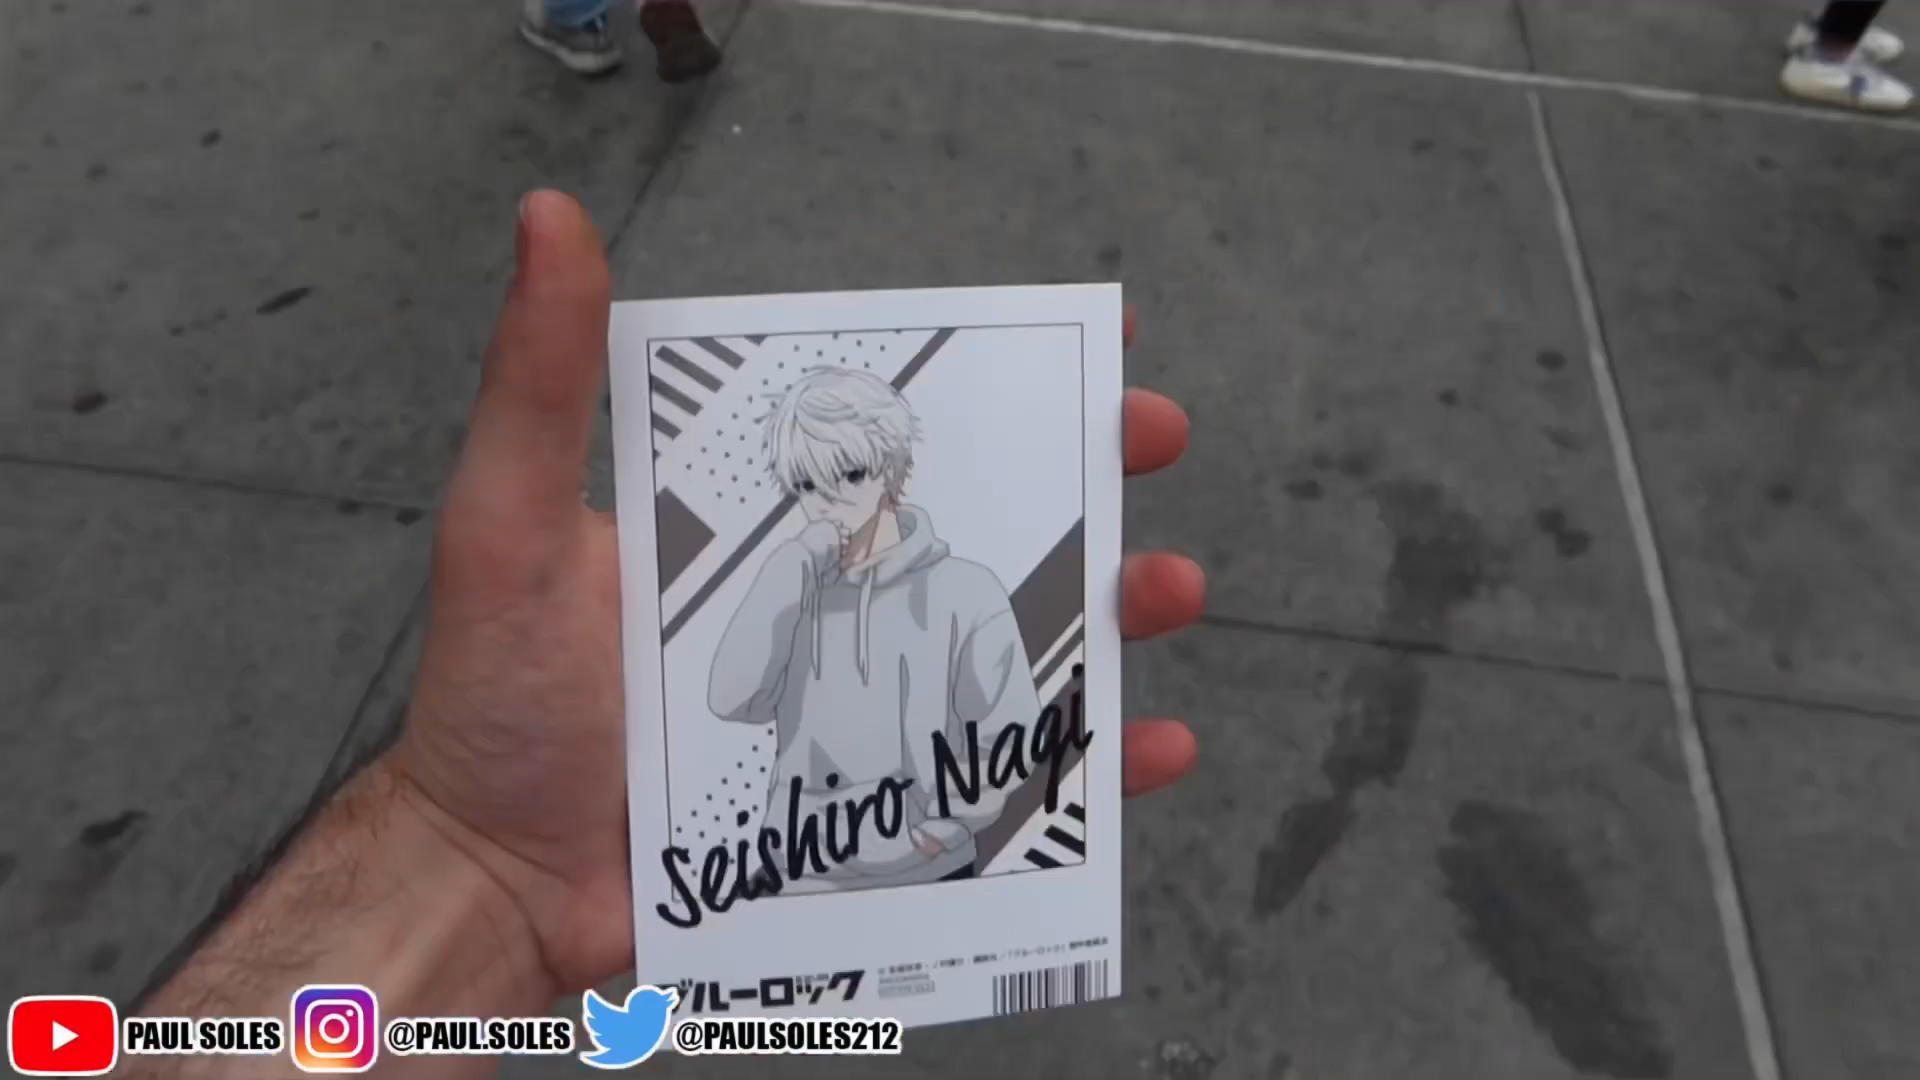 Seishiro Nagi
ブルーロック
PAUL SOLES
@PAUL.SOLES
@PAULSOLES212